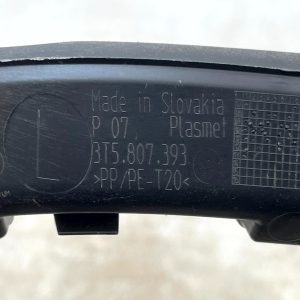 Made in Slovakia
P 07, Plasmet
L
3T5.807.393
>PP/PE-T20<